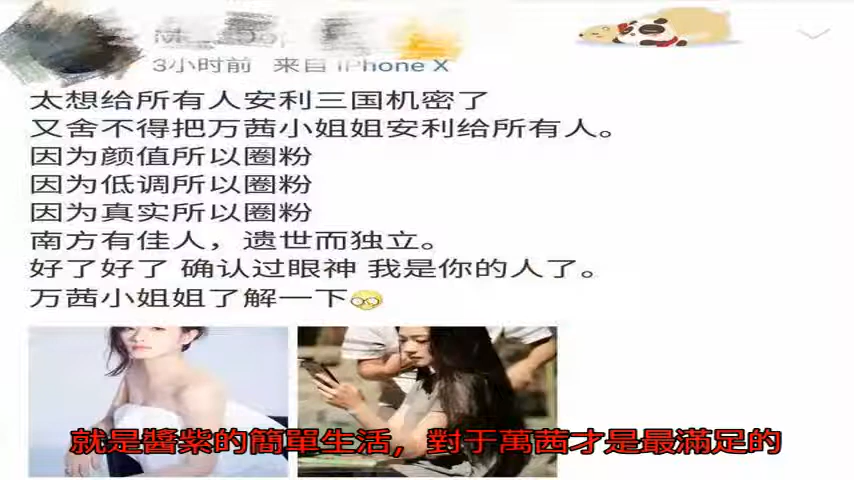 3小时前 来自 iPhone X
太想给所有人安利三国机密了
又舍不得把万茜小姐姐安利给所有人。
因为颜值所以圈粉
因为低调所以圈粉
因为真实所以圈粉
南方有佳人，遗世而独立。
好了好了 确认过眼神 我是你的人了。
万茜小姐姐了解一下
就是醬紫的簡單生活，對于萬茜才是最滿足的